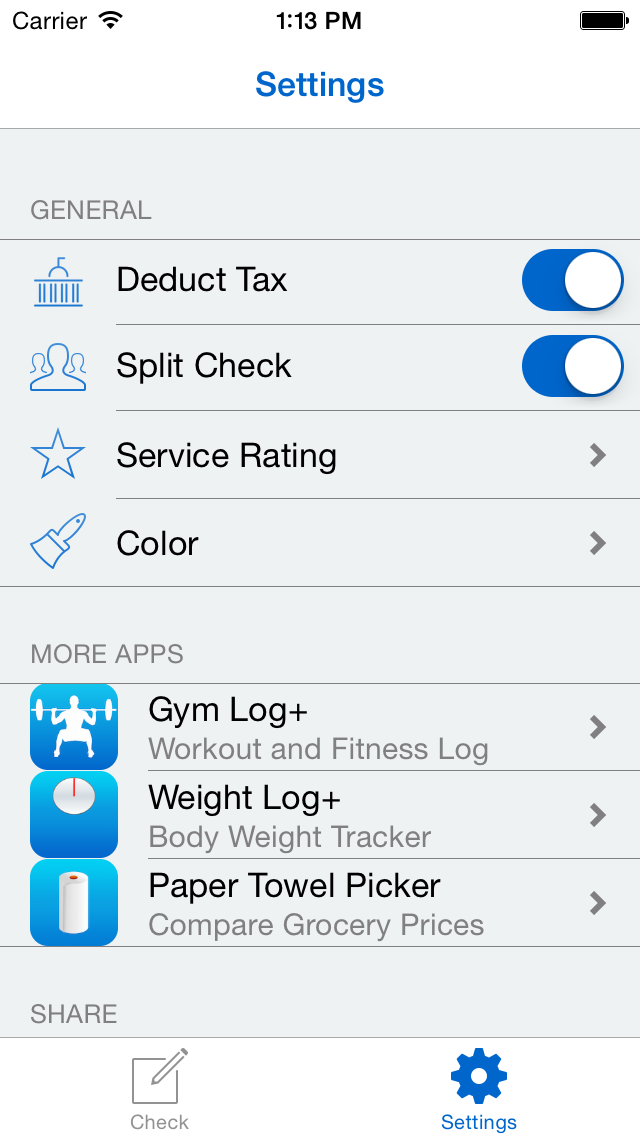 Carrier 1:13 PM
Settings
GENERAL
Deduct Tax
Split Check
Service Rating
Color
MORE APPS
Gym Log+
Workout and Fitness Log
Weight Log+
Body Weight Tracker
Paper Towel Picker
Compare Grocery Prices
SHARE
Check Settings